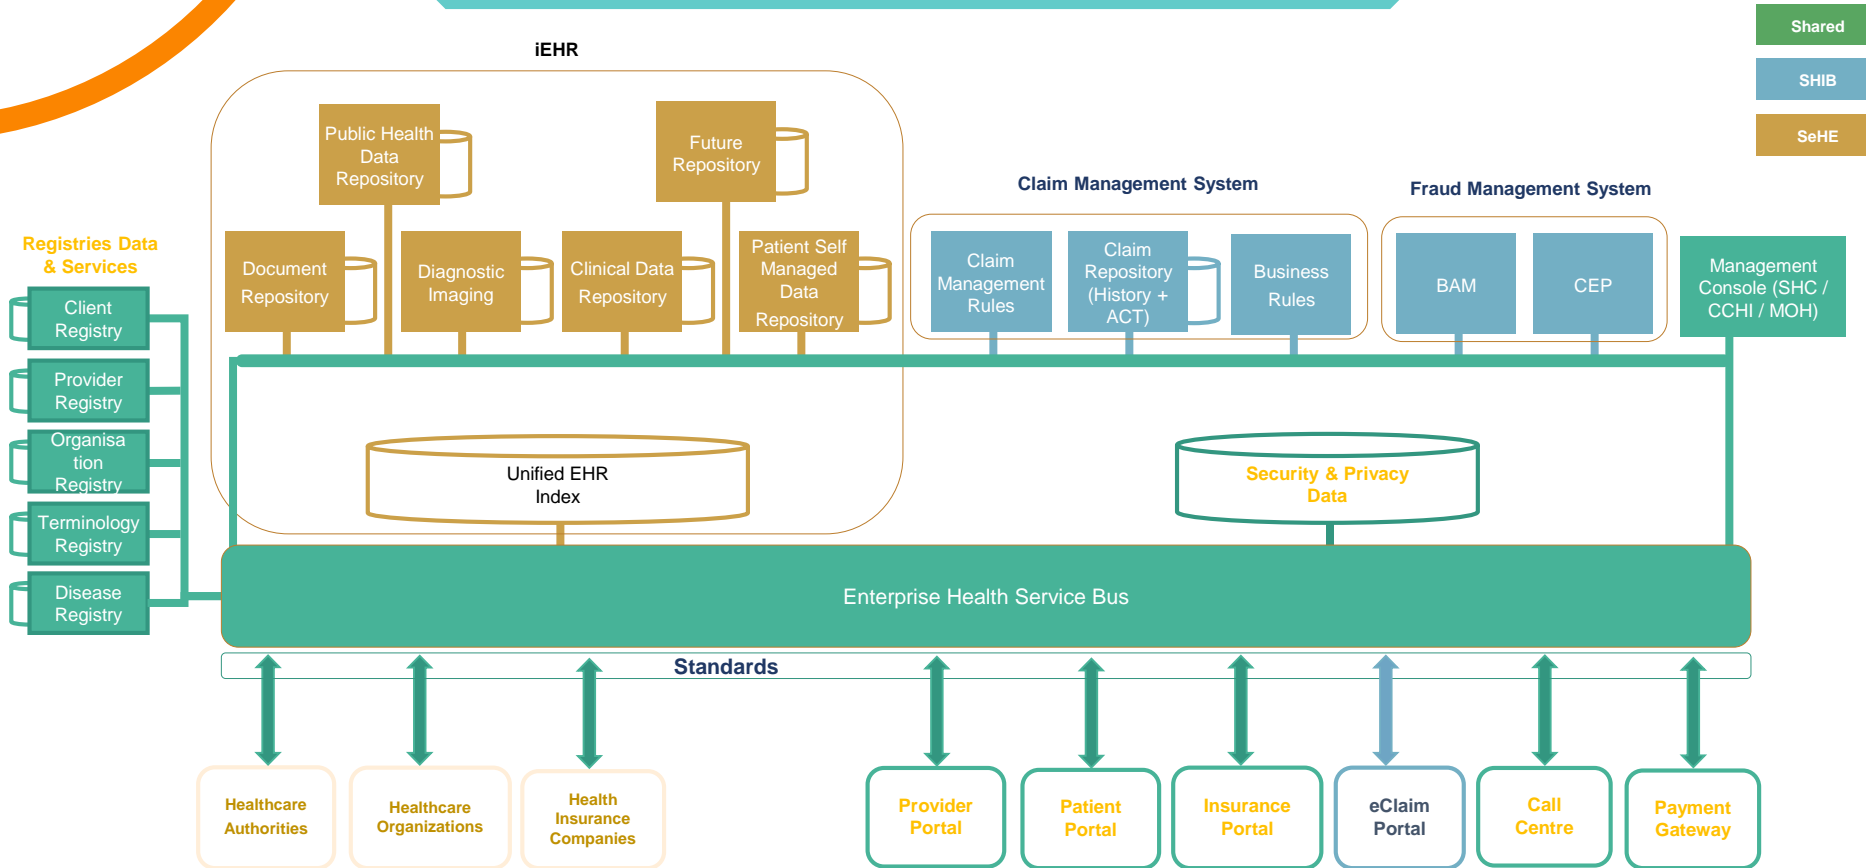 Shared
SHIB
SeHE
iEHR
Public Health
Data
Repository
Future
Repository
Claim Management System
Fraud Management System
Registries Data
& Services
Document
Repository
Diagnostic
Imaging
Clinical Data
Repository
Patient Self
Managed
Data
Repository
Claim
Management
Rules
Claim
Repository
(History +
ACT)
Business
Rules
BAM
CEP
Management
Console (SHC /
CCHI / MOH)
Client
Registry
Provider
Registry
Organisa
tion
Registry
Terminology
Registry
Disease
Registry
Unified EHR
Index
Security & Privacy
Data
Enterprise Health Service Bus
Standards
Healthcare
Authorities
Healthcare
Organizations
Health
Insurance
Companies
Provider
Portal
Patient
Portal
Insurance
Portal
eClaim
Portal
Call
Centre
Payment
Gateway